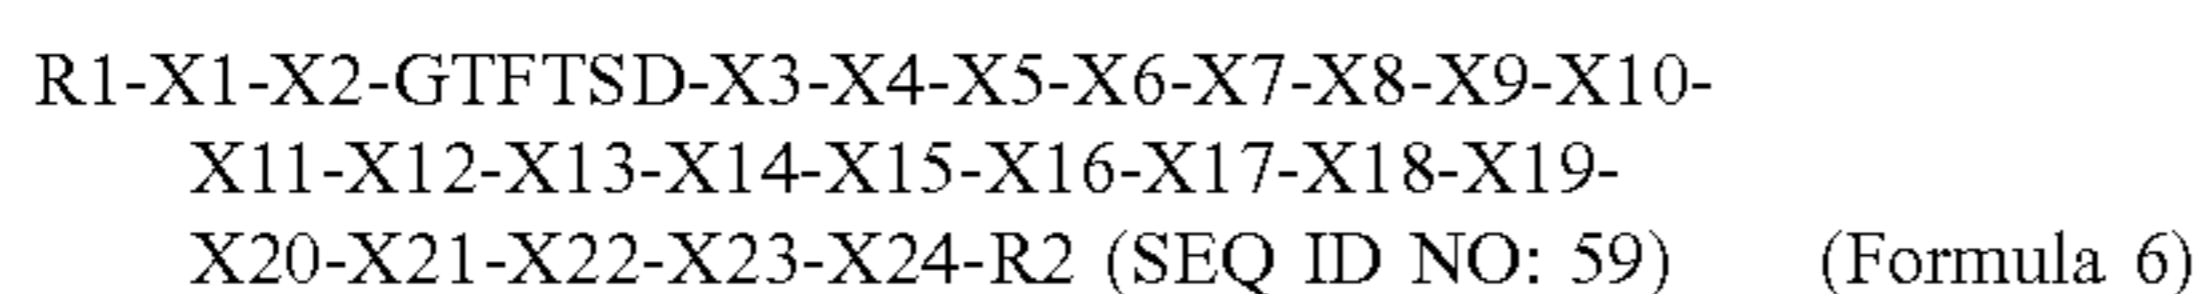 R1-X1-X2-GTFTSD-X3-X4-X5-X6-X7-X8-X9-X10-
X11-X12-X13-X14-X15-X16-X17-X18-X19-
X20-X21-X22-X23-X24-R2 (SEQ ID NO: 59) (Formula 6)